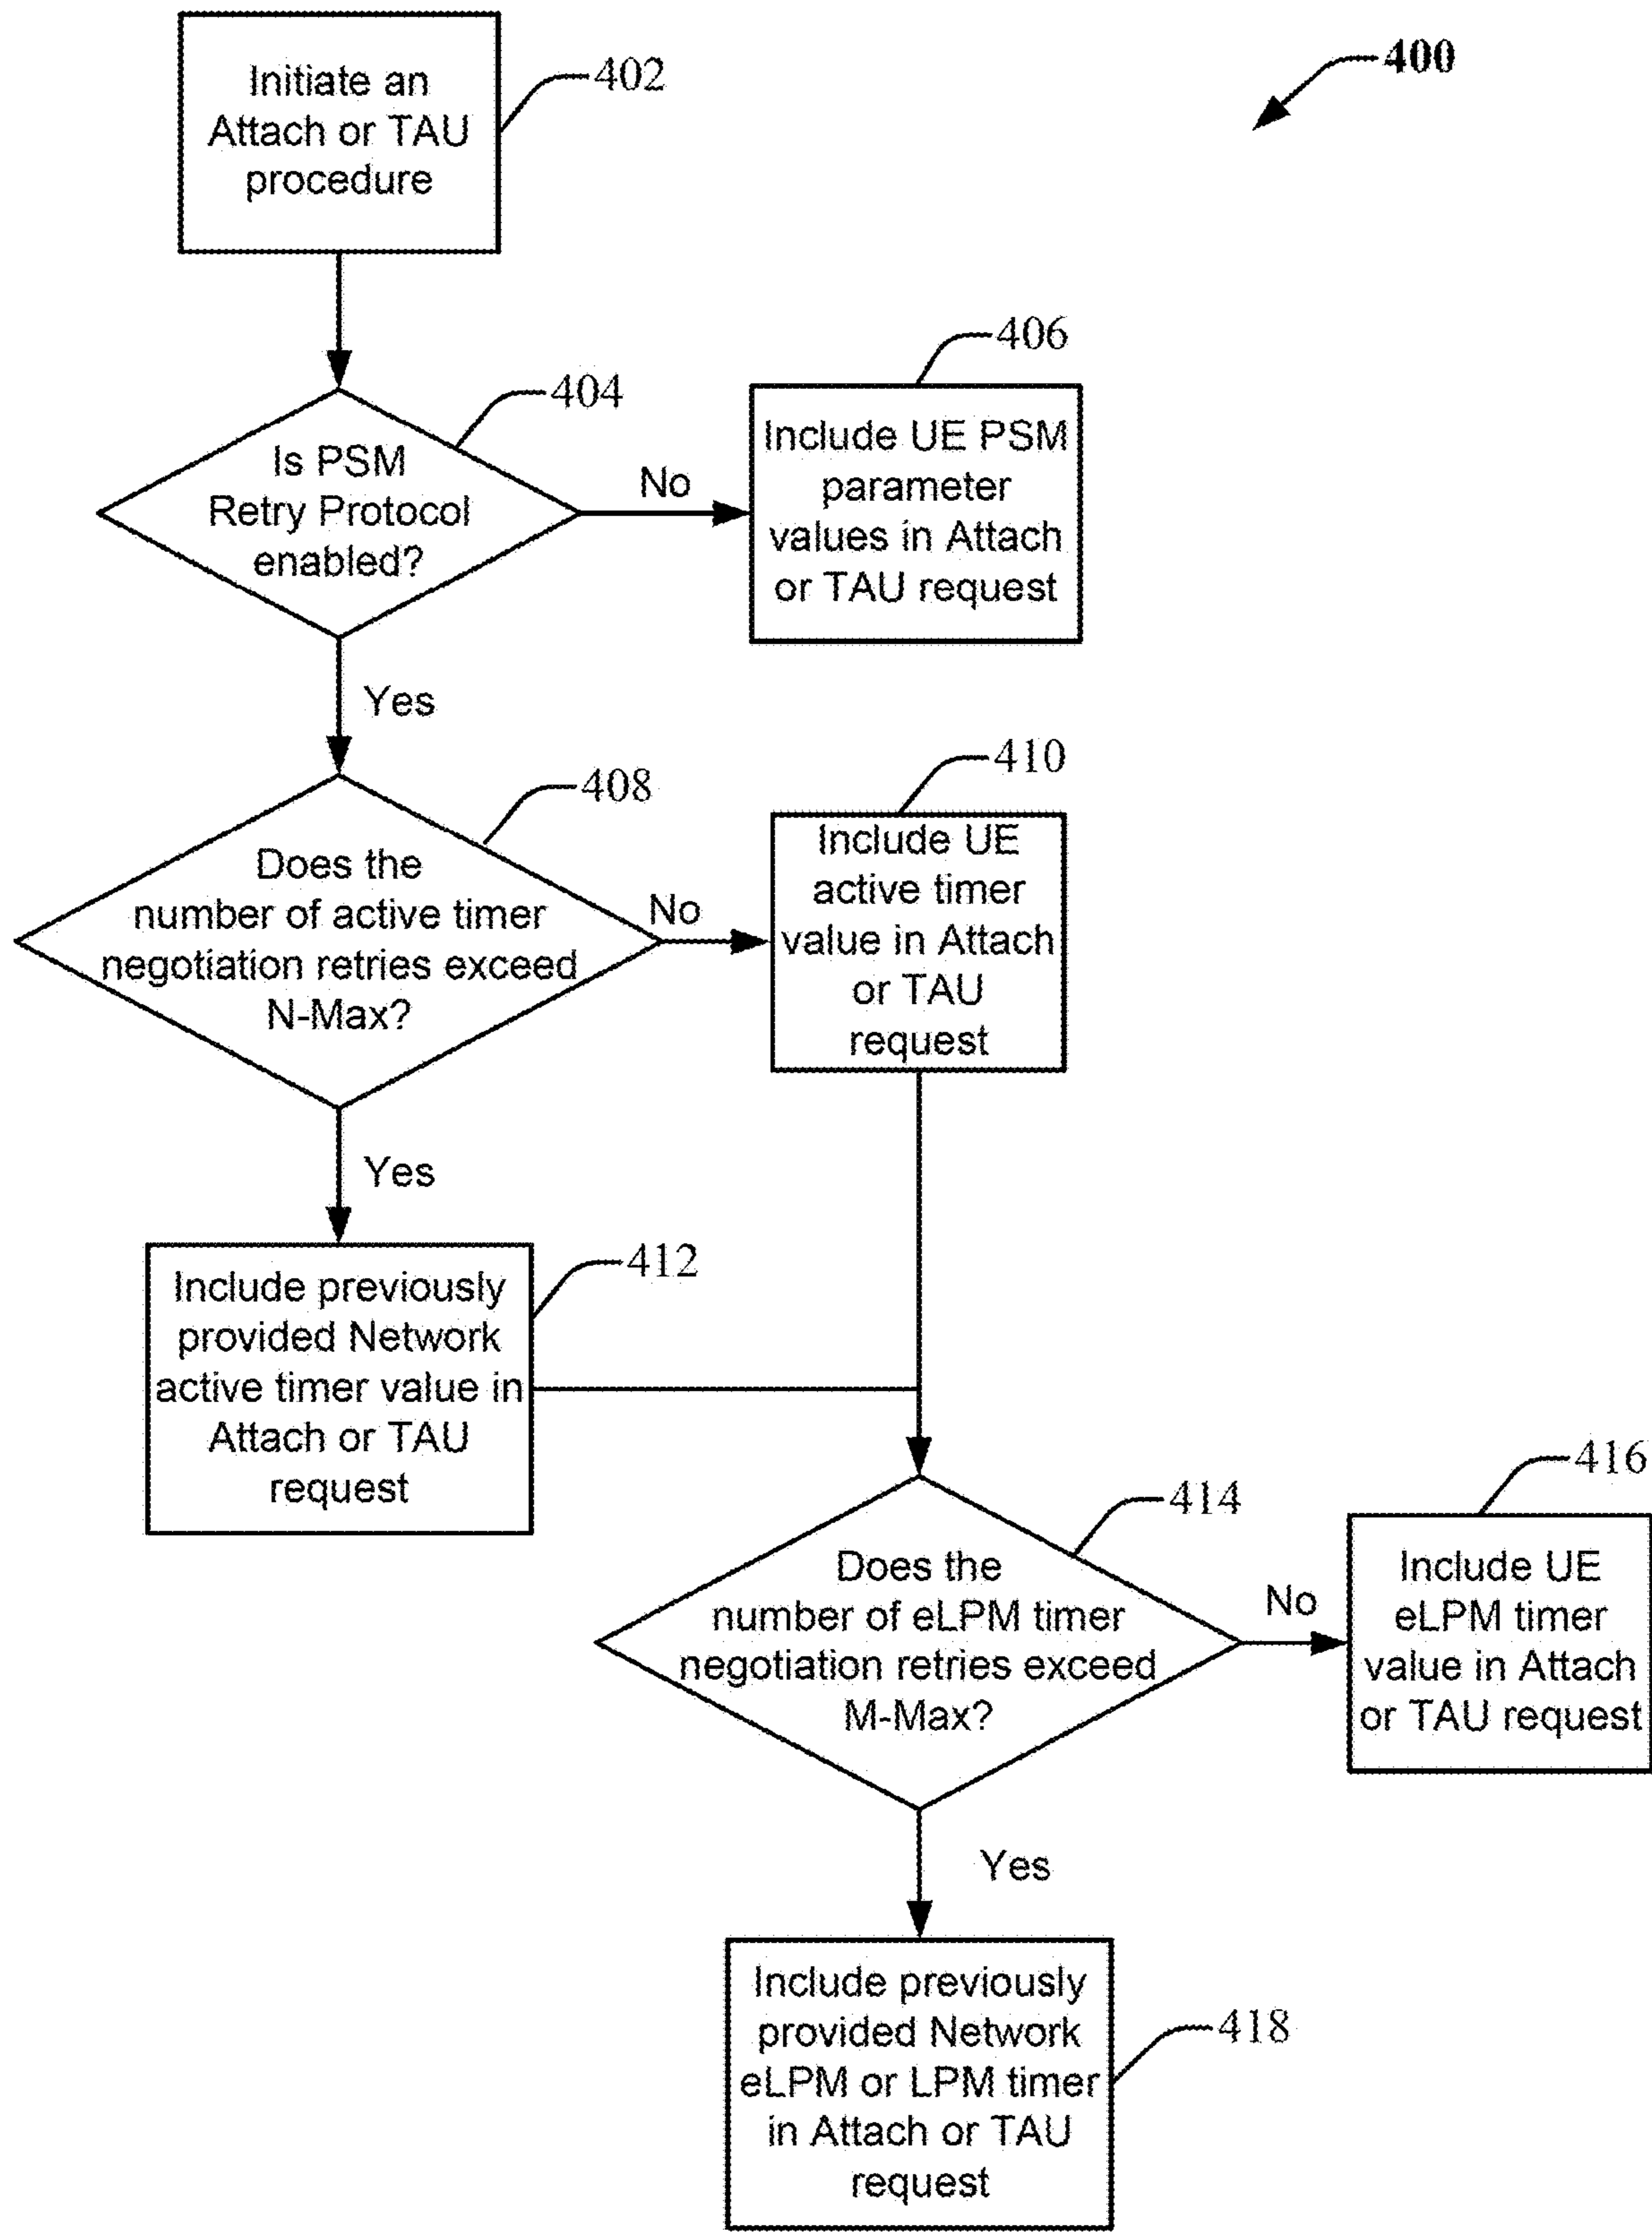 400
Initiate an
Attach or TAU
procedure
402
404
Is PSM
Retry Protocol
enabled?
No
406
Include UE PSM
parameter
values in Attach
or TAU request
Yes
408
Does the
number of active timer
negotiation retries exceed
N-Max?
No
410
Include UE
active timer
value in Attach
or TAU
request
Yes
412
Include previously
provided Network
active timer value in
Attach or TAU
request
414
Does the
number of eLPM timer
negotiation retries exceed
M-Max?
No
416
Include UE
eLPM timer
value in Attach
or TAU request
Yes
Include previously
provided Network
eLPM or LPM timer
in Attach or TAU
request
418